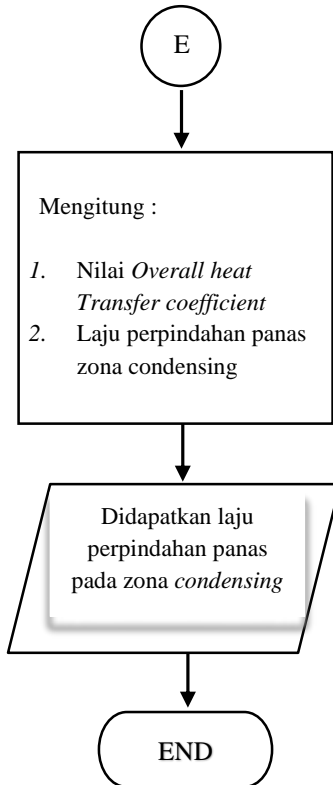 E
Mengitung :
1. Nilai Overall heat
Transfer coefficient
2. Laju perpindahan panas
zona condensing
Didapatkan laju
perpindahan panas
pada zona condensing
END